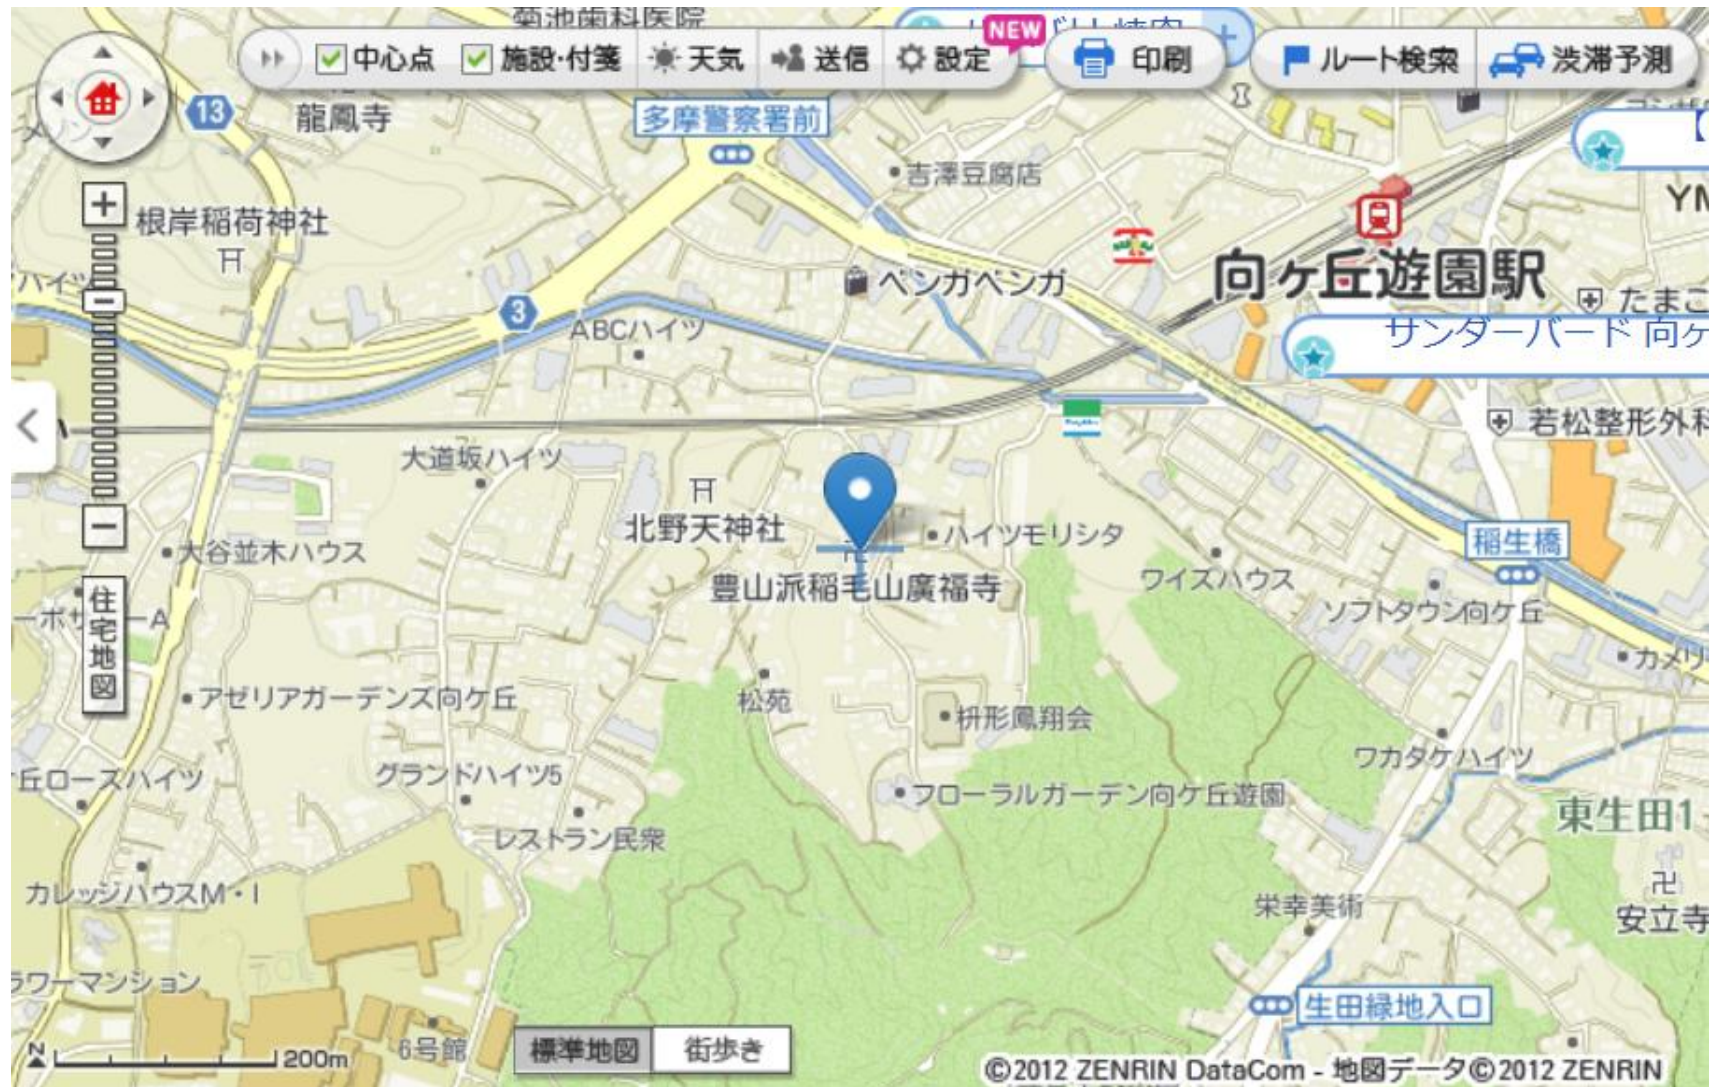 菊池歯科医院
中心点
施設・付箋
天気
送信
設定
NEW
印刷
ルート検索
渋滞予測
13
龍鳳寺
多摩警察署前
吉澤豆腐店
根岸稲荷神社
向ヶ丘遊園駅
ペンガペンガ
3
ABCハイツ
サンダーバード 向ヶ
大道坂ハイツ
若松整形外科
北野天神社
ハイツモリシタ
稲生橋
大谷並木ハウス
豊山派稲毛山廣福寺
ワイズハウス
ソフトタウン向ケ丘
住宅地図
アゼリアガーデンズ向ケ丘
松苑
枡形鳳翔会
カメリ
ワカタケハイツ
丘ローズハイツ
グランドハイツ5
フローラルガーデン向ケ丘遊園
東生田1
レストラン民衆
カレッジハウスM・I
栄幸美術
安立寺
ラワーマンション
生田緑地入口
200m
6号館
標準地図
街歩き
©2012 ZENRIN DataCom - 地図データ©2012 ZENRIN